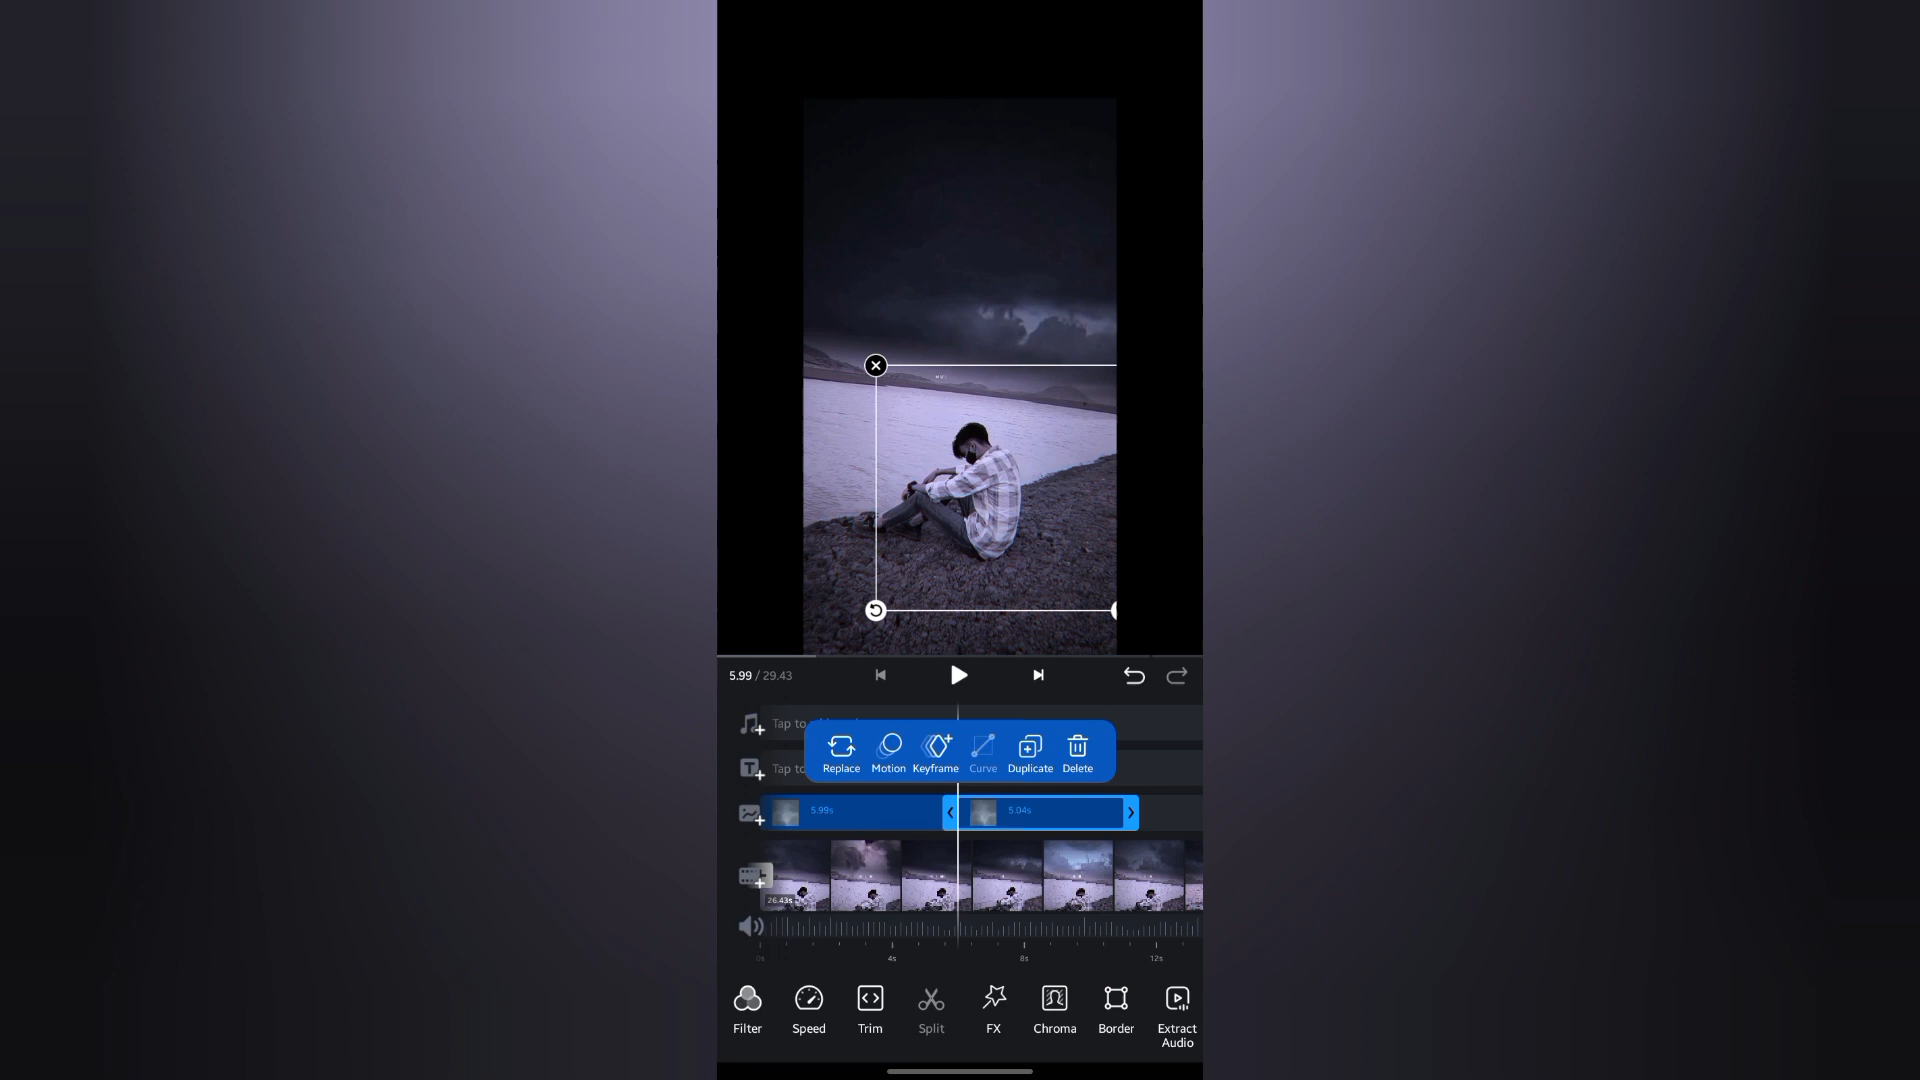 5.99 / 29.43
Tap to
Tap to
Replace Motion Keyframe Curve Duplicate Delete
5.99s 5.04s
26.43s
0s 4s 8s 12s
Filter Speed Trim Split FX Chroma Border Extract Audio